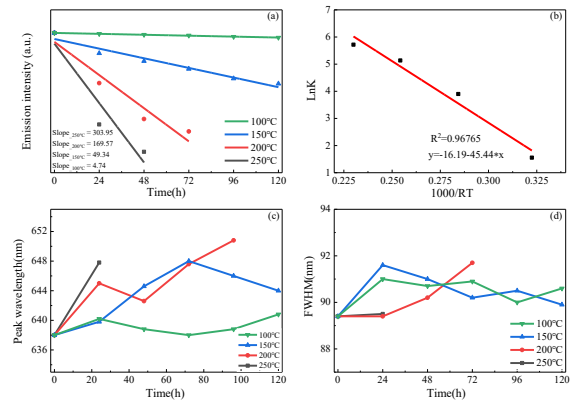 (a)
Emission intensity (a.u.)
Slope 250℃ = 303.95
Slope 200℃ = 169.57
Slope 150℃ = 49.34
Slope 100℃ = 4.74
100℃
150℃
200℃
250℃
0 24 48 72 96 120
Time(h)
(b)
LnK
7
6
5
4
3
2
1
R²=0.96765
y=-16.19-45.44*x
0.225 0.250 0.275 0.300 0.325
1000/RT
(c)
Peak wavelength(nm)
652
648
644
640
636
100℃
150℃
200℃
250℃
0 20 40 60 80 100 120
Time(h)
(d)
FWHM(nm)
94
92
90
88
100℃
150℃
200℃
250℃
0 24 48 72 96 120
Time(h)